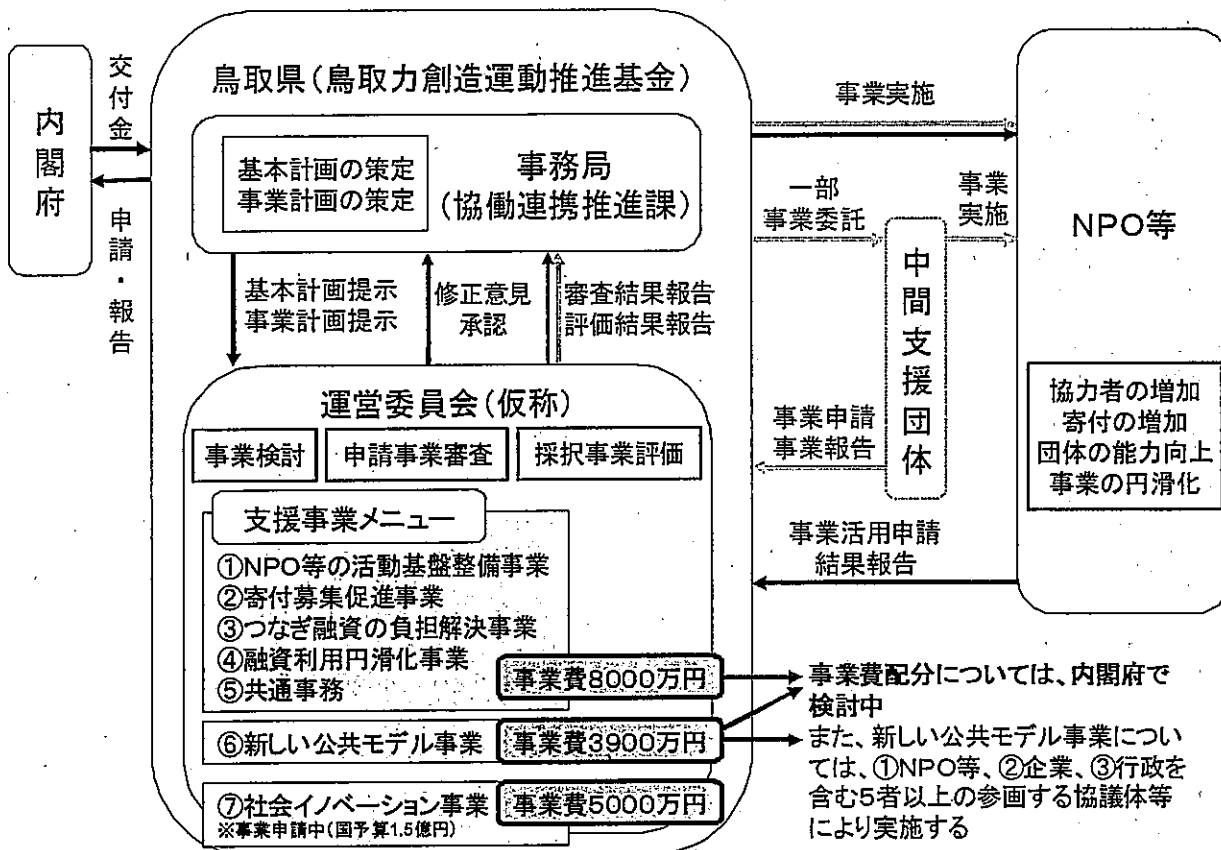 内閣府
交付金
申請・報告
鳥取県(鳥取力創造運動推進基金)
基本計画の策定
事業計画の策定
事務局
(協働連携推進課)
基本計画提示
事業計画提示
修正意見
承認
審査結果報告
評価結果報告
運営委員会(仮称)
事業検討
申請事業審査
採択事業評価
支援事業メニュー
①NPO等の活動基盤整備事業
②寄付募集促進事業
③つなぎ融資の負担解決事業
④融資利用円滑化事業
⑤共通事務
事業費8000万円
⑥新しい公共モデル事業
事業費3900万円
⑦社会イノベーション事業
※事業申請中(国予算1.5億円)
事業費5000万円
事業実施
一部
事業委託
事業
実施
中間支援団体
事業申請
事業報告
事業活用申請
結果報告
NPO等
協力者の増加
寄付の増加
団体の能力向上
事業の円滑化
事業費配分については、内閣府で
検討中
また、新しい公共モデル事業につい
ては、①NPO等、②企業、③行政を
含む5者以上の参画する協議体等
により実施する